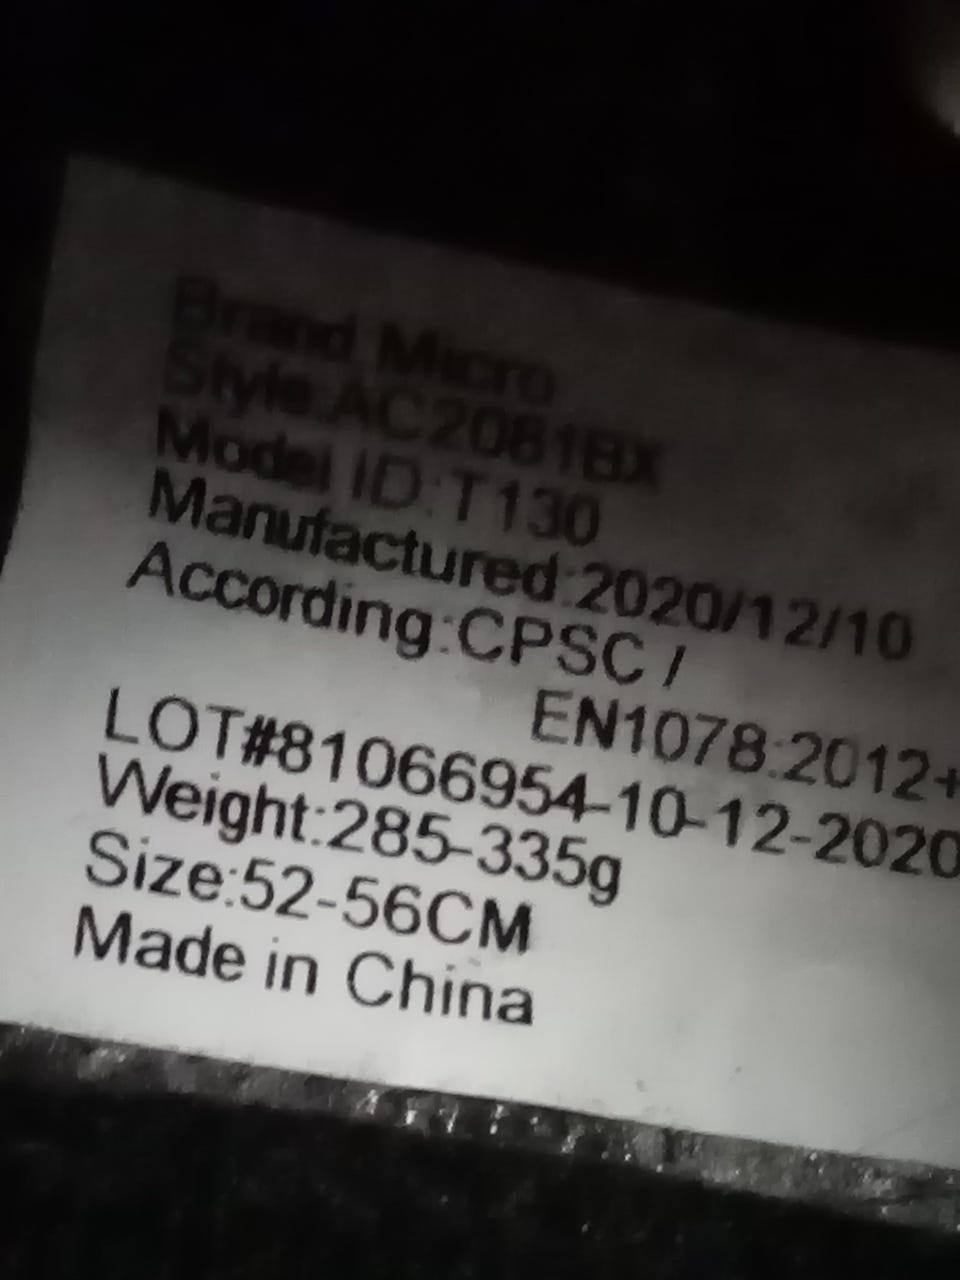 Brand Micro
Style:AC2081BX
Model ID:T130
Manufactured:2020/12/10
According:CPSC /
EN1078:2012+
LOT#81066954-10-12-2020
Weight:285-335g
Size:52-56CM
Made in China